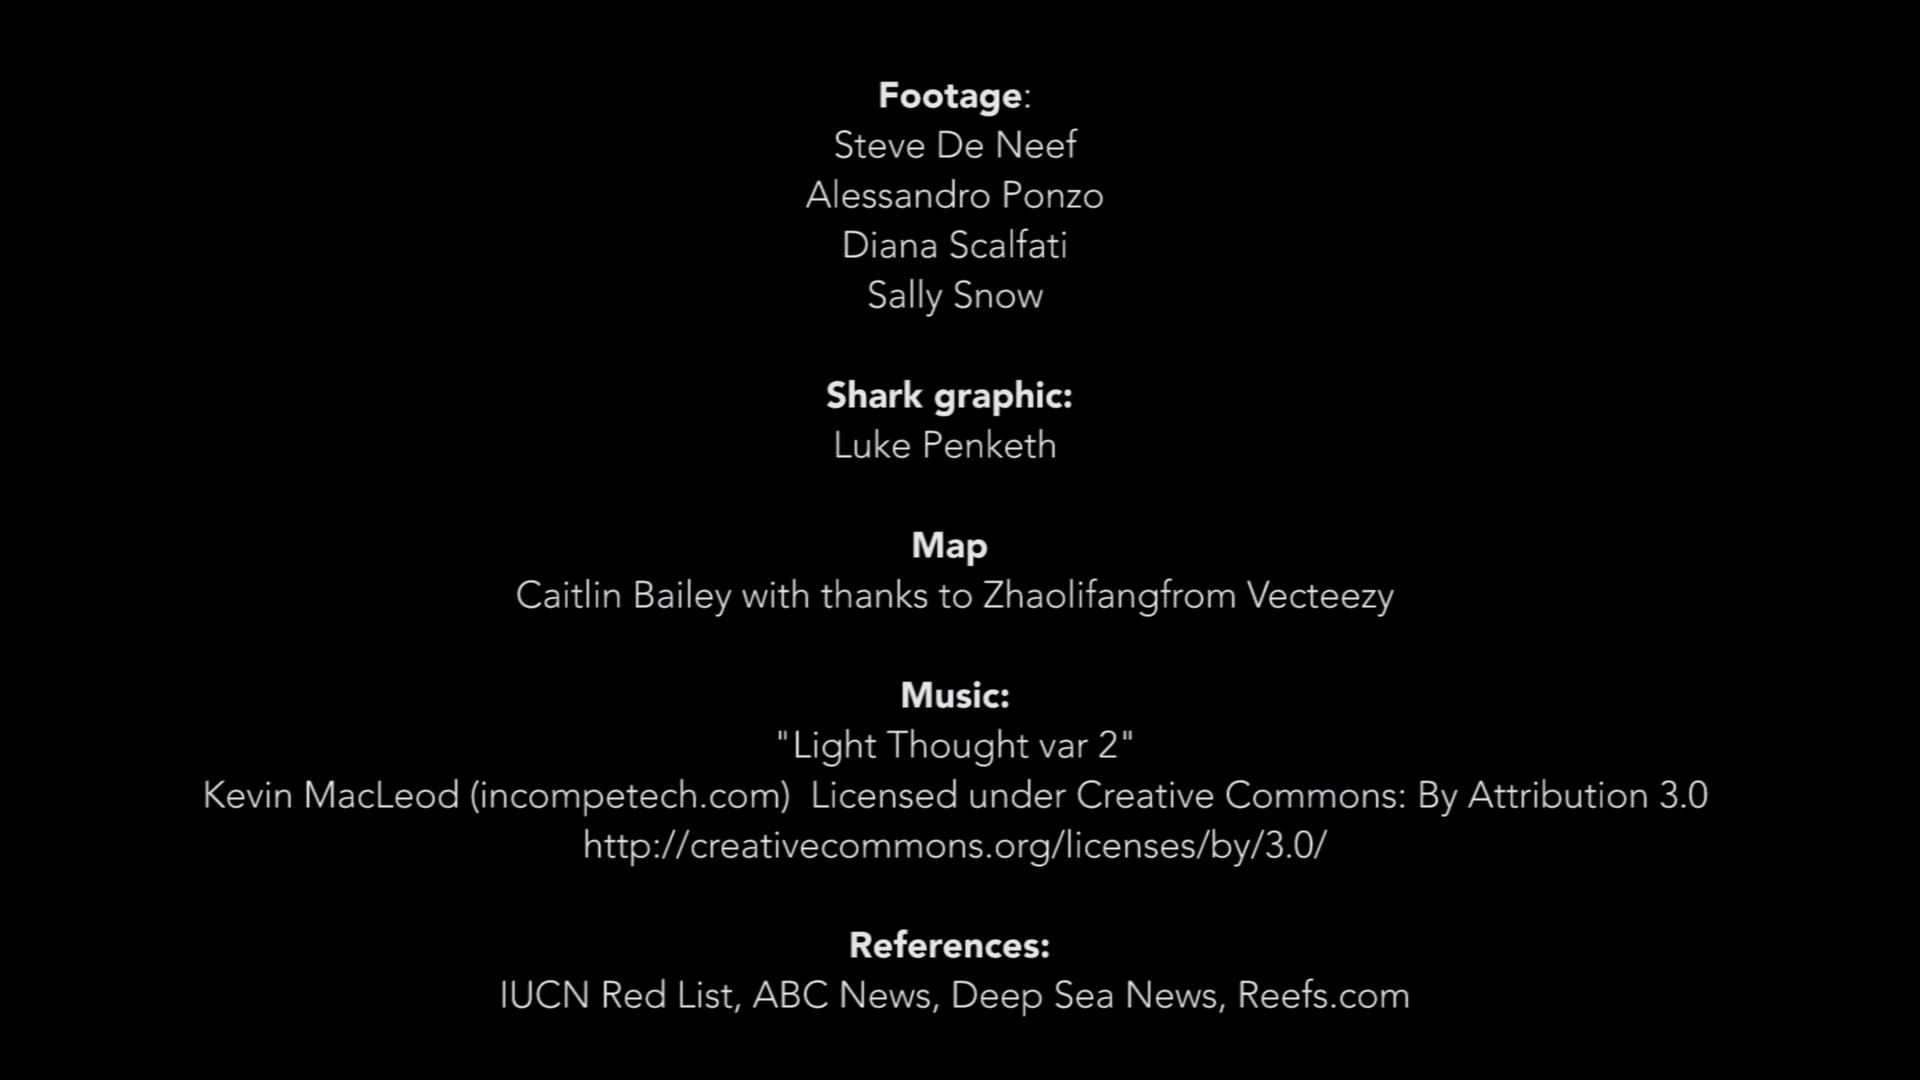 Footage:
Steve De Neef
Alessandro Ponzo
Diana Scalfati
Sally Snow
Shark graphic:
Luke Penketh
Map
Caitlin Bailey with thanks to Zhaolifangfrom Vecteezy
Music:
"Light Thought var 2"
Kevin MacLeod (incompetech.com)  Licensed under Creative Commons: By Attribution 3.0
http://creativecommons.org/licenses/by/3.0/
References:
IUCN Red List, ABC News, Deep Sea News, Reefs.com